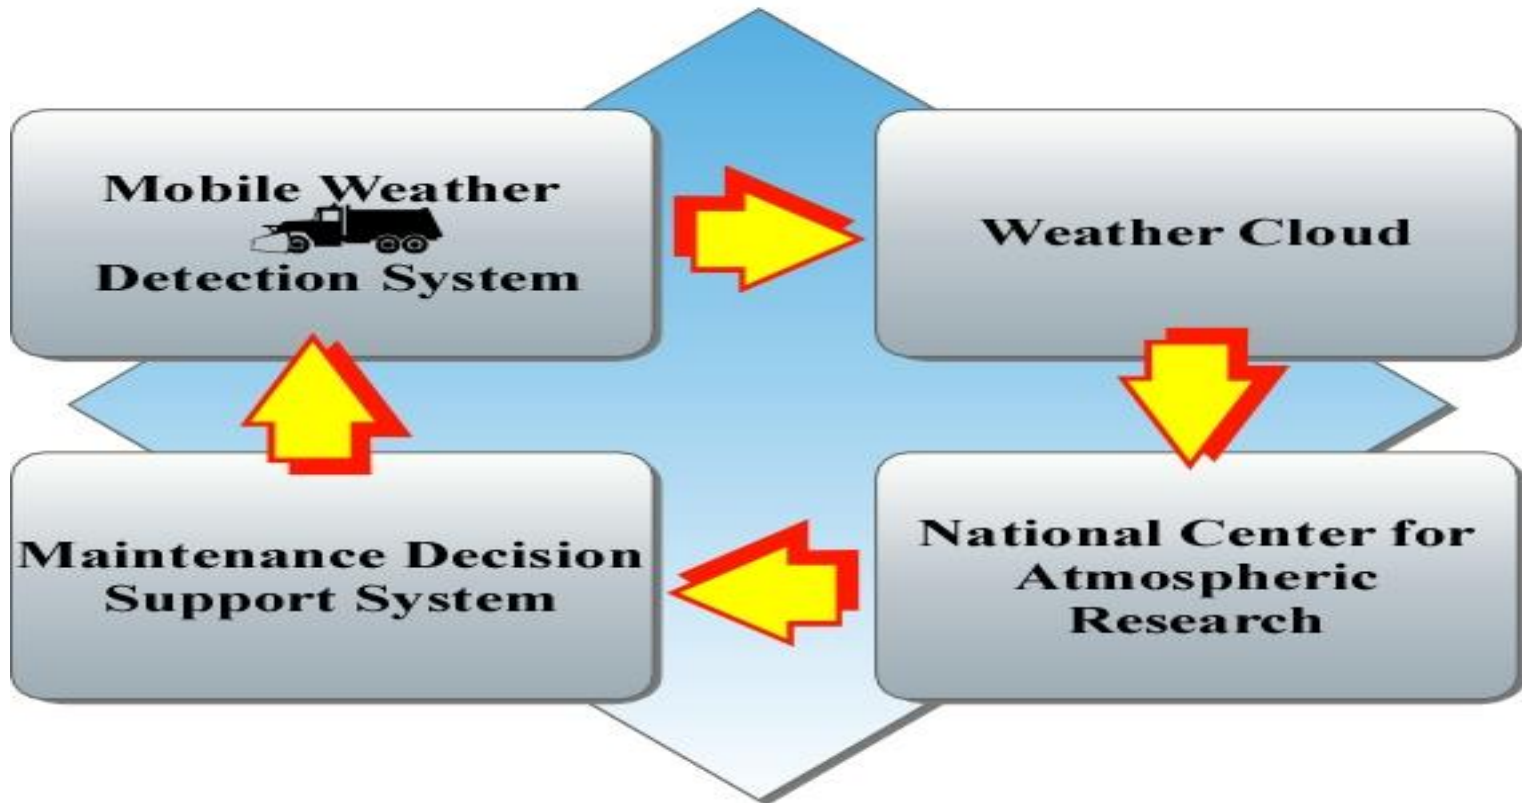 Mobile Weather
Detection System
Weather Cloud
Maintenance Decision
Support System
National Center for
Atmospheric
Research